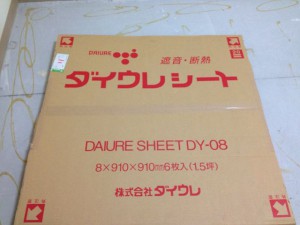 DAIURE 遮音・断熱
ダイウレシート
DAIURE SHEET DY-08
8×910×910㎜6枚入(1.5坪)
株式会社ダイウレ